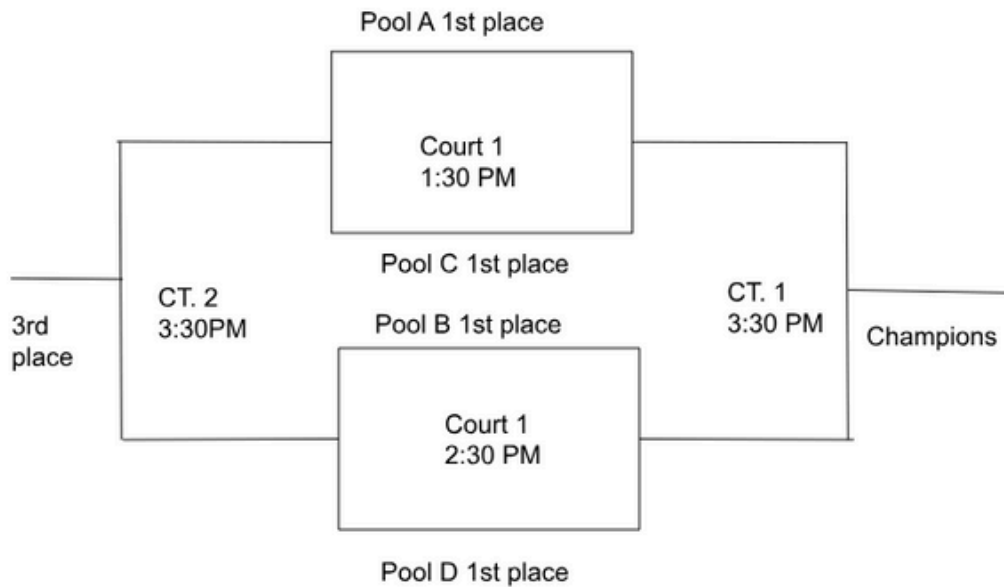 Pool A 1st place
Court 1
1:30 PM
Pool C 1st place
CT. 2
3:30PM
CT. 1
3:30 PM
3rd
place
Pool B 1st place
Champions
Court 1
2:30 PM
Pool D 1st place